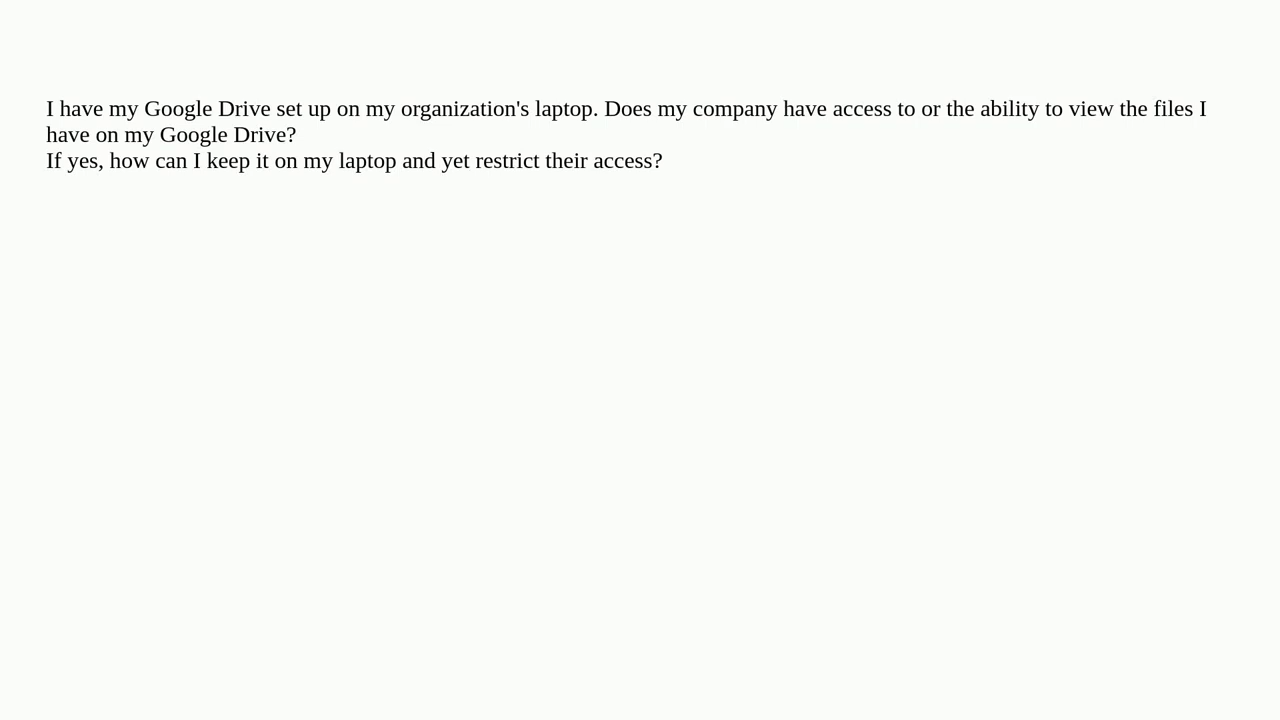 I have my Google Drive set up on my organization's laptop. Does my company have access to or the ability to view the files I
have on my Google Drive?
If yes, how can I keep it on my laptop and yet restrict their access?